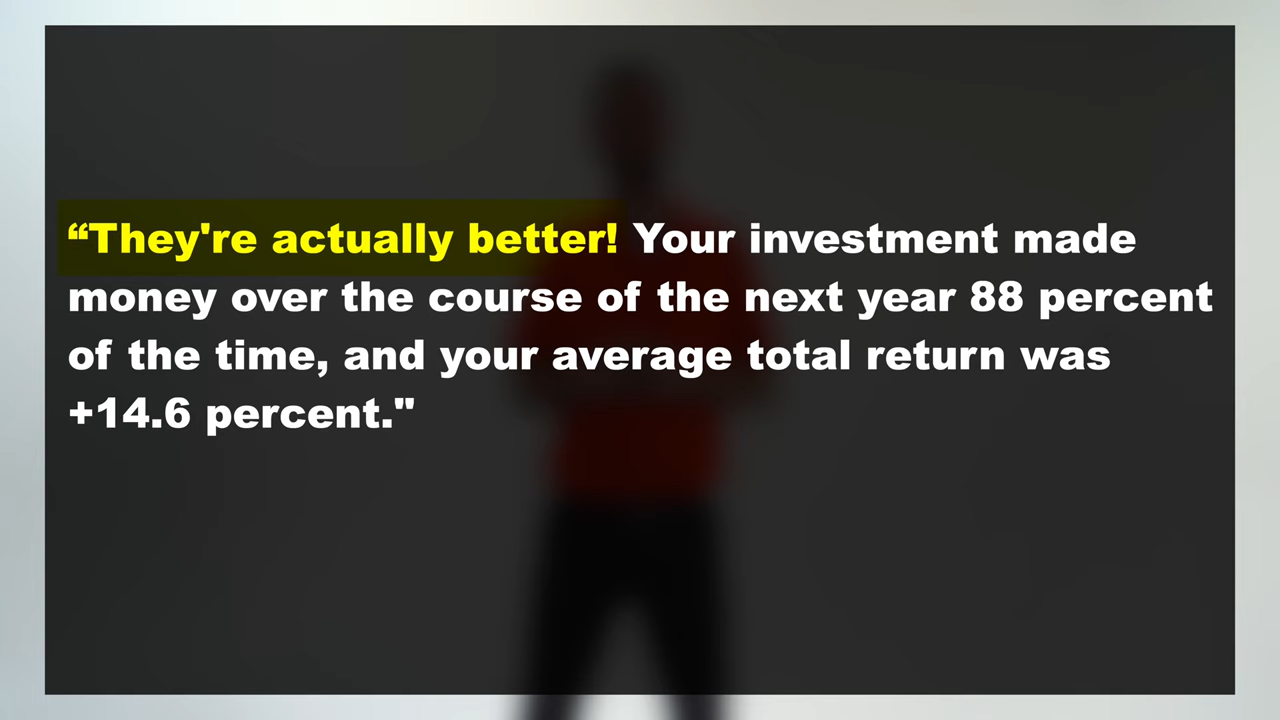 “They're actually better! Your investment made
money over the course of the next year 88 percent
of the time, and your average total return was
+14.6 percent."